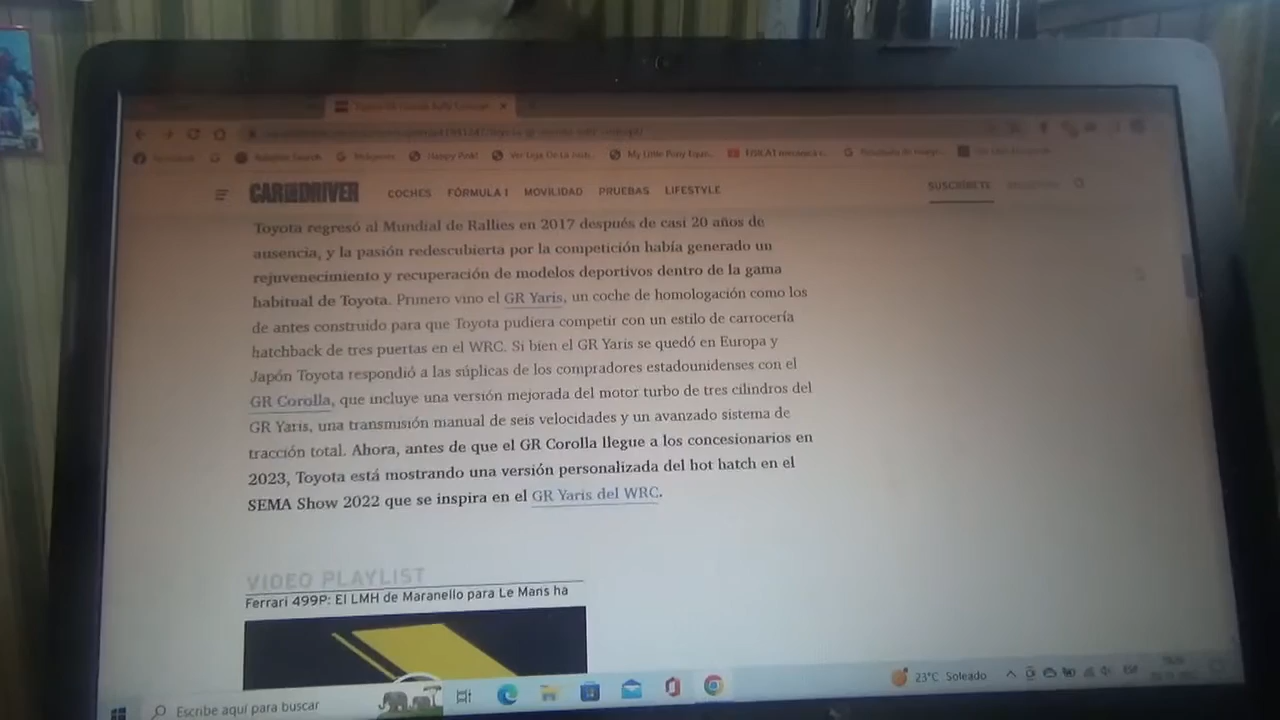 CAR AND DRIVER COCHES FÓRMULA 1 MOVILIDAD PRUEBAS LIFESTYLE SUSCRÍBETE
Toyota regresó al Mundial de Rallies en 2017 después de casi 20 años de
ausencia, y la pasión redescubierta por la competición había generado un
rejuvenecimiento y recuperación de modelos deportivos dentro de la gama
habitual de Toyota. Primero vino el GR Yaris, un coche de homologación como los
de antes construido para que Toyota pudiera competir con un estilo de carrocería
hatchback de tres puertas en el WRC. Si bien el GR Yaris se quedó en Europa y
Japón Toyota respondió a las súplicas de los compradores estadounidenses con el
GR Corolla, que incluye una versión mejorada del motor turbo de tres cilindros del
GR Yaris, una transmisión manual de seis velocidades y un avanzado sistema de
tracción total. Ahora, antes de que el GR Corolla llegue a los concesionarios en
2023, Toyota está mostrando una versión personalizada del hot hatch en el
SEMA Show 2022 que se inspira en el GR Yaris del WRC.
VIDEO PLAYLIST
Ferrari 499P: El LMH de Maranello para Le Mans ha
Escribe aquí para buscar 23°C Soleado